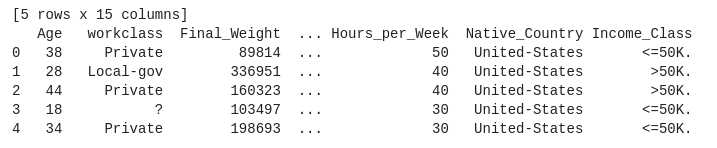 [5 rows x 15 columns]
Age workclass Final_Weight ... Hours_per_Week Native_Country Income_Class
0 38 Private 89814 ... 50 United-States <=50K.
1 28 Local-gov 336951 ... 40 United-States >50K.
2 44 Private 160323 ... 40 United-States >50K.
3 18 ? 103497 ... 30 United-States <=50K.
4 34 Private 198693 ... 30 United-States <=50K.